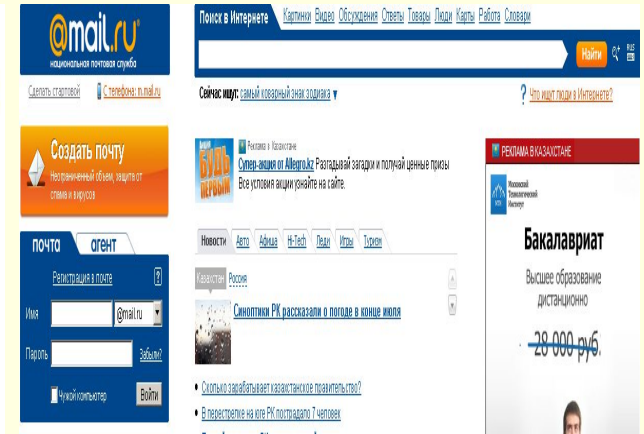 @mail.ru
национальная почтовая служба
Сделать стартовой
С телефона: m.mail.ru
Создать почту
Неограниченный объем, защита от
спама и вирусов
почта
агент
Регистрация в почте
?
Имя
@mail.ru
Пароль
Забыли?
Чужой компьютер
Войти
Поиск в Интернете Картинки Видео Обсуждения Ответы Товары Люди Карты Работа Словари
Найти
RUS
Сейчас ищут: самый коварный знак зодиака
? Что ищут люди в Интернете?
БУДЬ
ПЕРВЫМ
Реклама в Казахстане
Супер-акция от Allegro.kz Разгадывай загадки и получай ценные призы
Все условия акции узнайте на сайте.
Новости Авто Афиша Hi-Tech Леди Игры Туризм
Казахстан Россия
Синоптики РК рассказали о погоде в конце июля
Сколько зарабатывает казахстанское правительство?
В перестрелке на юге РК пострадало 7 человек
РЕКЛАМА В КАЗАХСТАНЕ
Московский
Технологический
Институт
Бакалавриат
Высшее образование
дистанционно
28 000 руб.